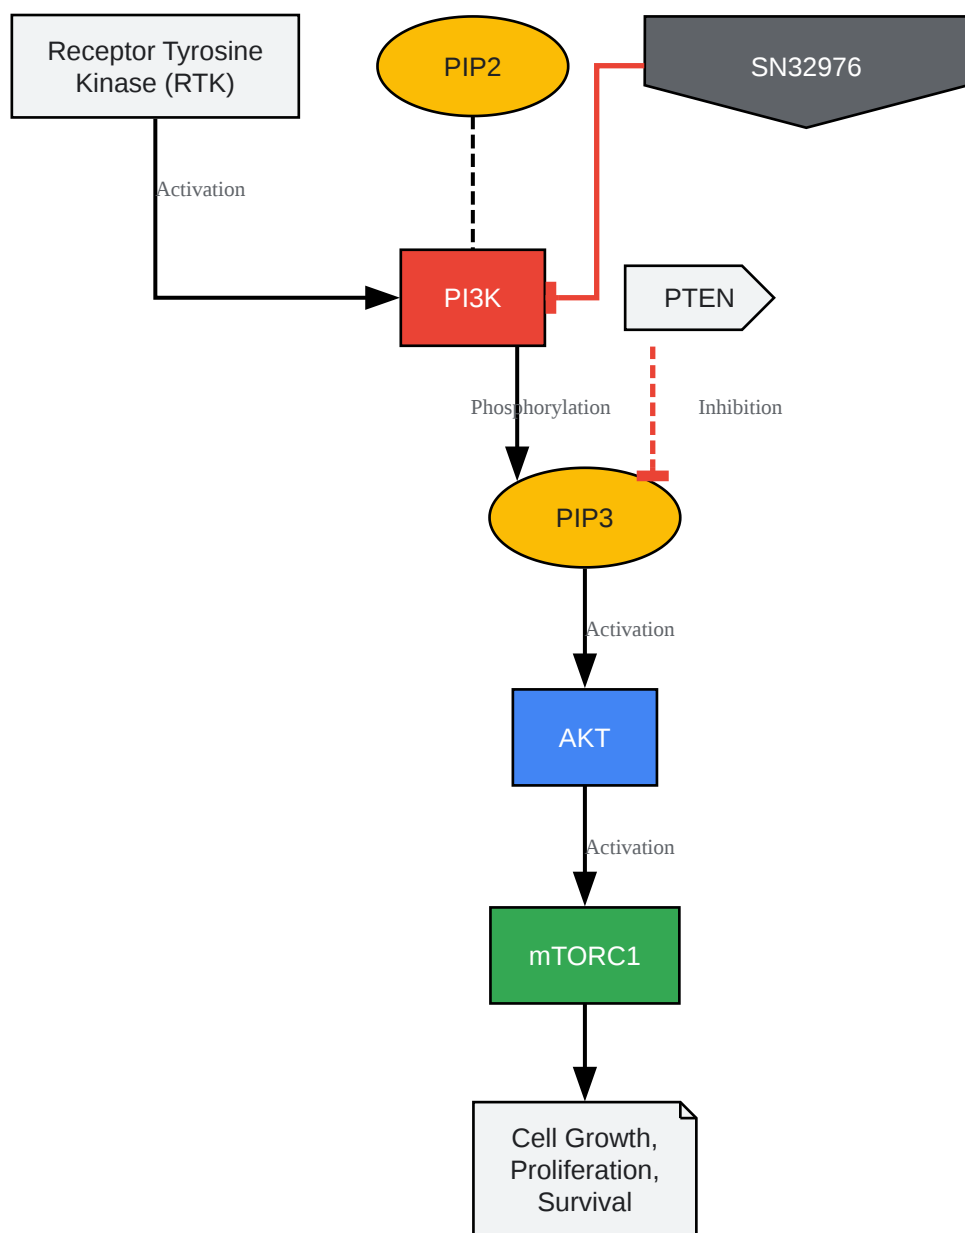 Receptor Tyrosine
Kinase (RTK)
PIP2
SN32976
Activation
PI3K
PTEN
Phosphorylation
Inhibition
PIP3
Activation
AKT
Activation
mTORC1
Cell Growth,
Proliferation,
Survival